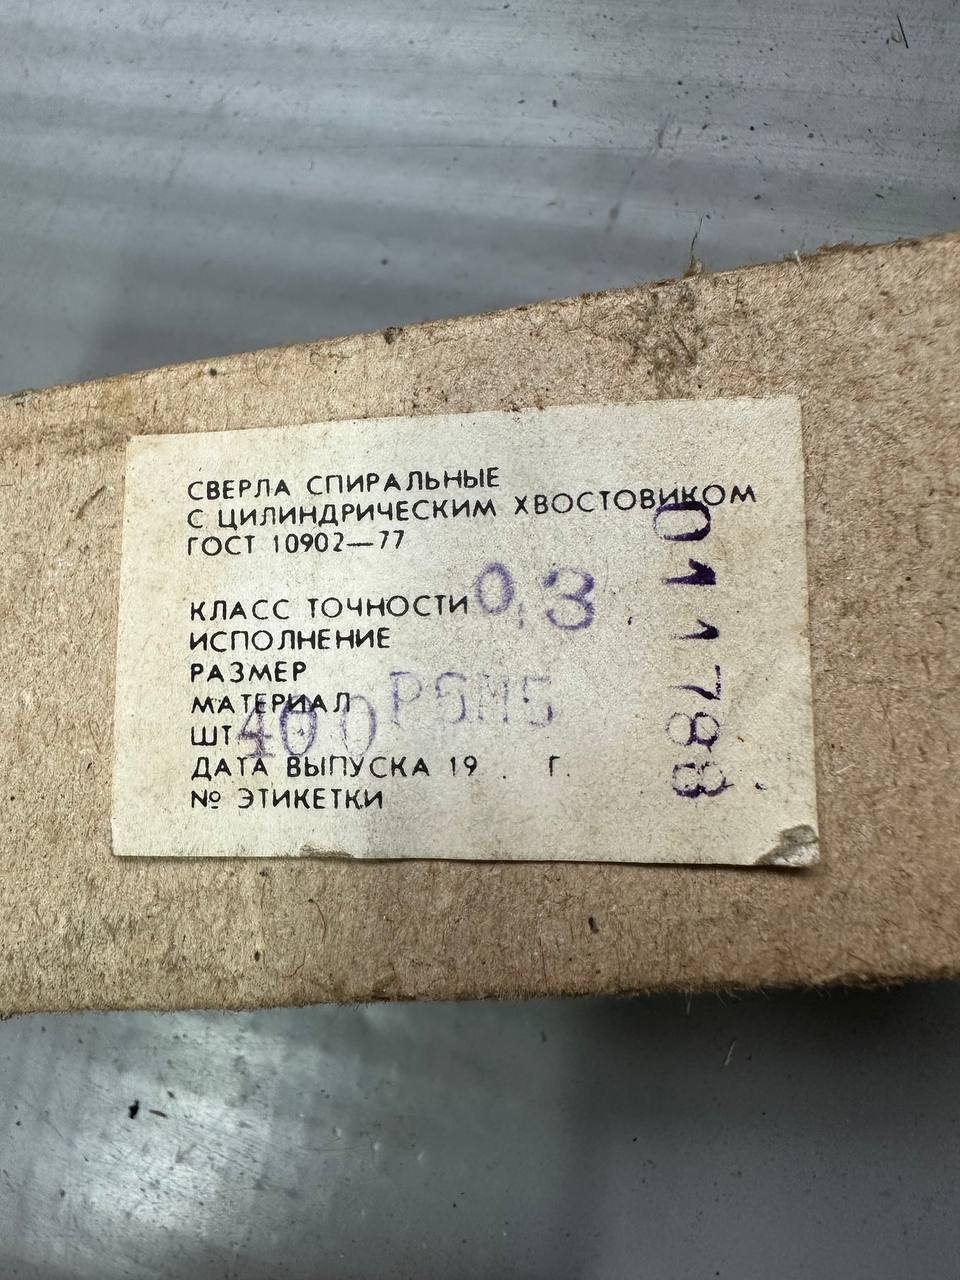 СВЕРЛА СПИРАЛЬНЫЕ
С ЦИЛИНДРИЧЕСКИМ ХВОСТОВИКОМ
ГОСТ 10902—77
КЛАСС ТОЧНОСТИ 0,3
ИСПОЛНЕНИЕ
РАЗМЕР
МАТЕРИАЛ Р6М5
ШТ 400
ДАТА ВЫПУСКА 19 . Г.
№ ЭТИКЕТКИ
011788